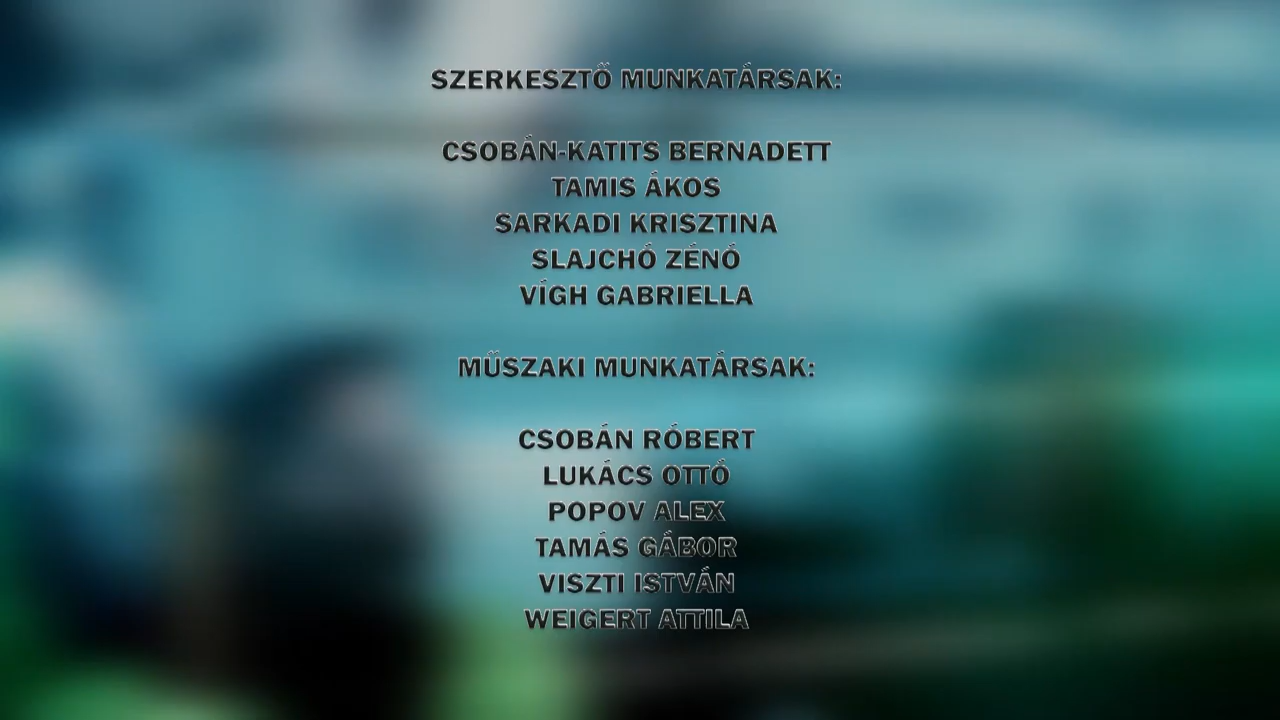 SZERKESZTŐ MUNKATÁRSAK:
CSOBÁN-KATITS BERNADETT
TAMIS ÁKOS
SARKADI KRISZTINA
SLAJCHÓ ZÉNÓ
VÍGH GABRIELLA
MŰSZAKI MUNKATÁRSAK:
CSOBÁN RÓBERT
LUKÁCS OTTÓ
POPOV ALEX
TAMÁS GÁBOR
VISZTI ISTVÁN
WEIGERT ATTILA